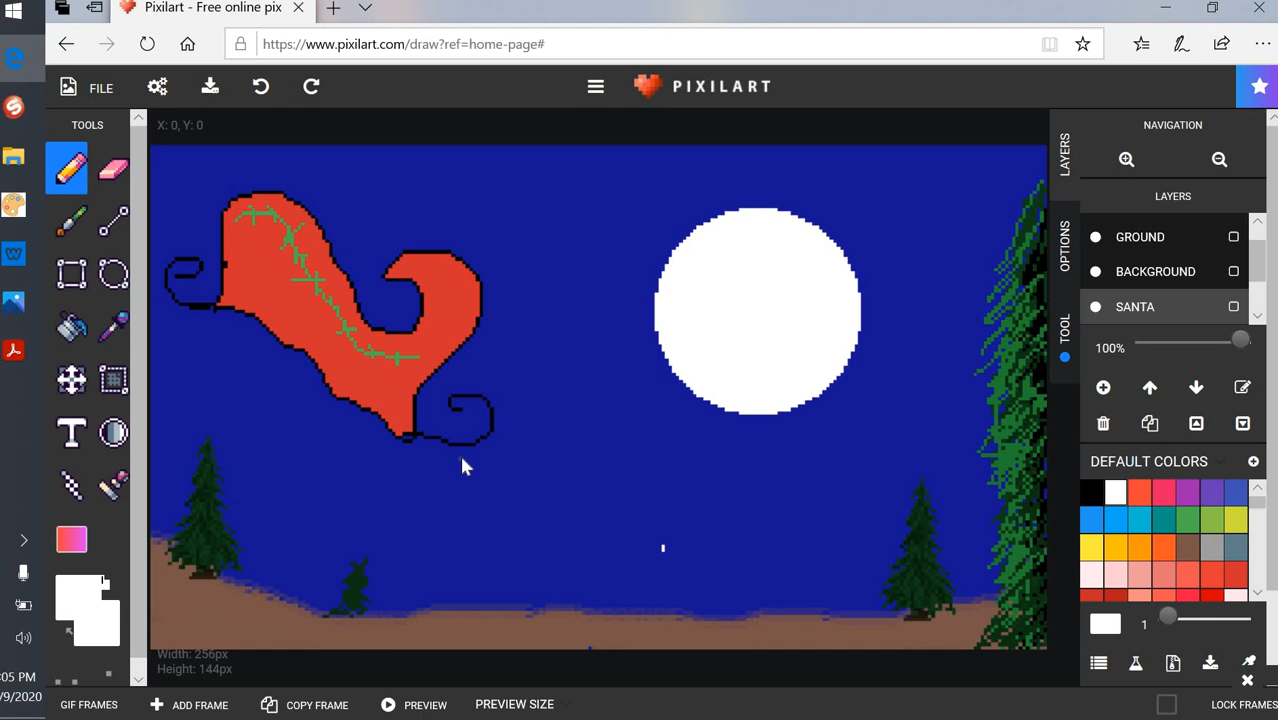 Pixilart - Free online pix
https://www.pixilart.com/draw?ref=home-page#
FILE
PIXILART
TOOLS
X: 0, Y: 0
LAYERS
OPTIONS
TOOL
NAVIGATION
LAYERS
GROUND
BACKGROUND
SANTA
100%
DEFAULT COLORS
1
Width: 256px
Height: 144px
:05 PM
/9/2020
GIF FRAMES
ADD FRAME
COPY FRAME
PREVIEW
PREVIEW SIZE
LOCK FRAMES